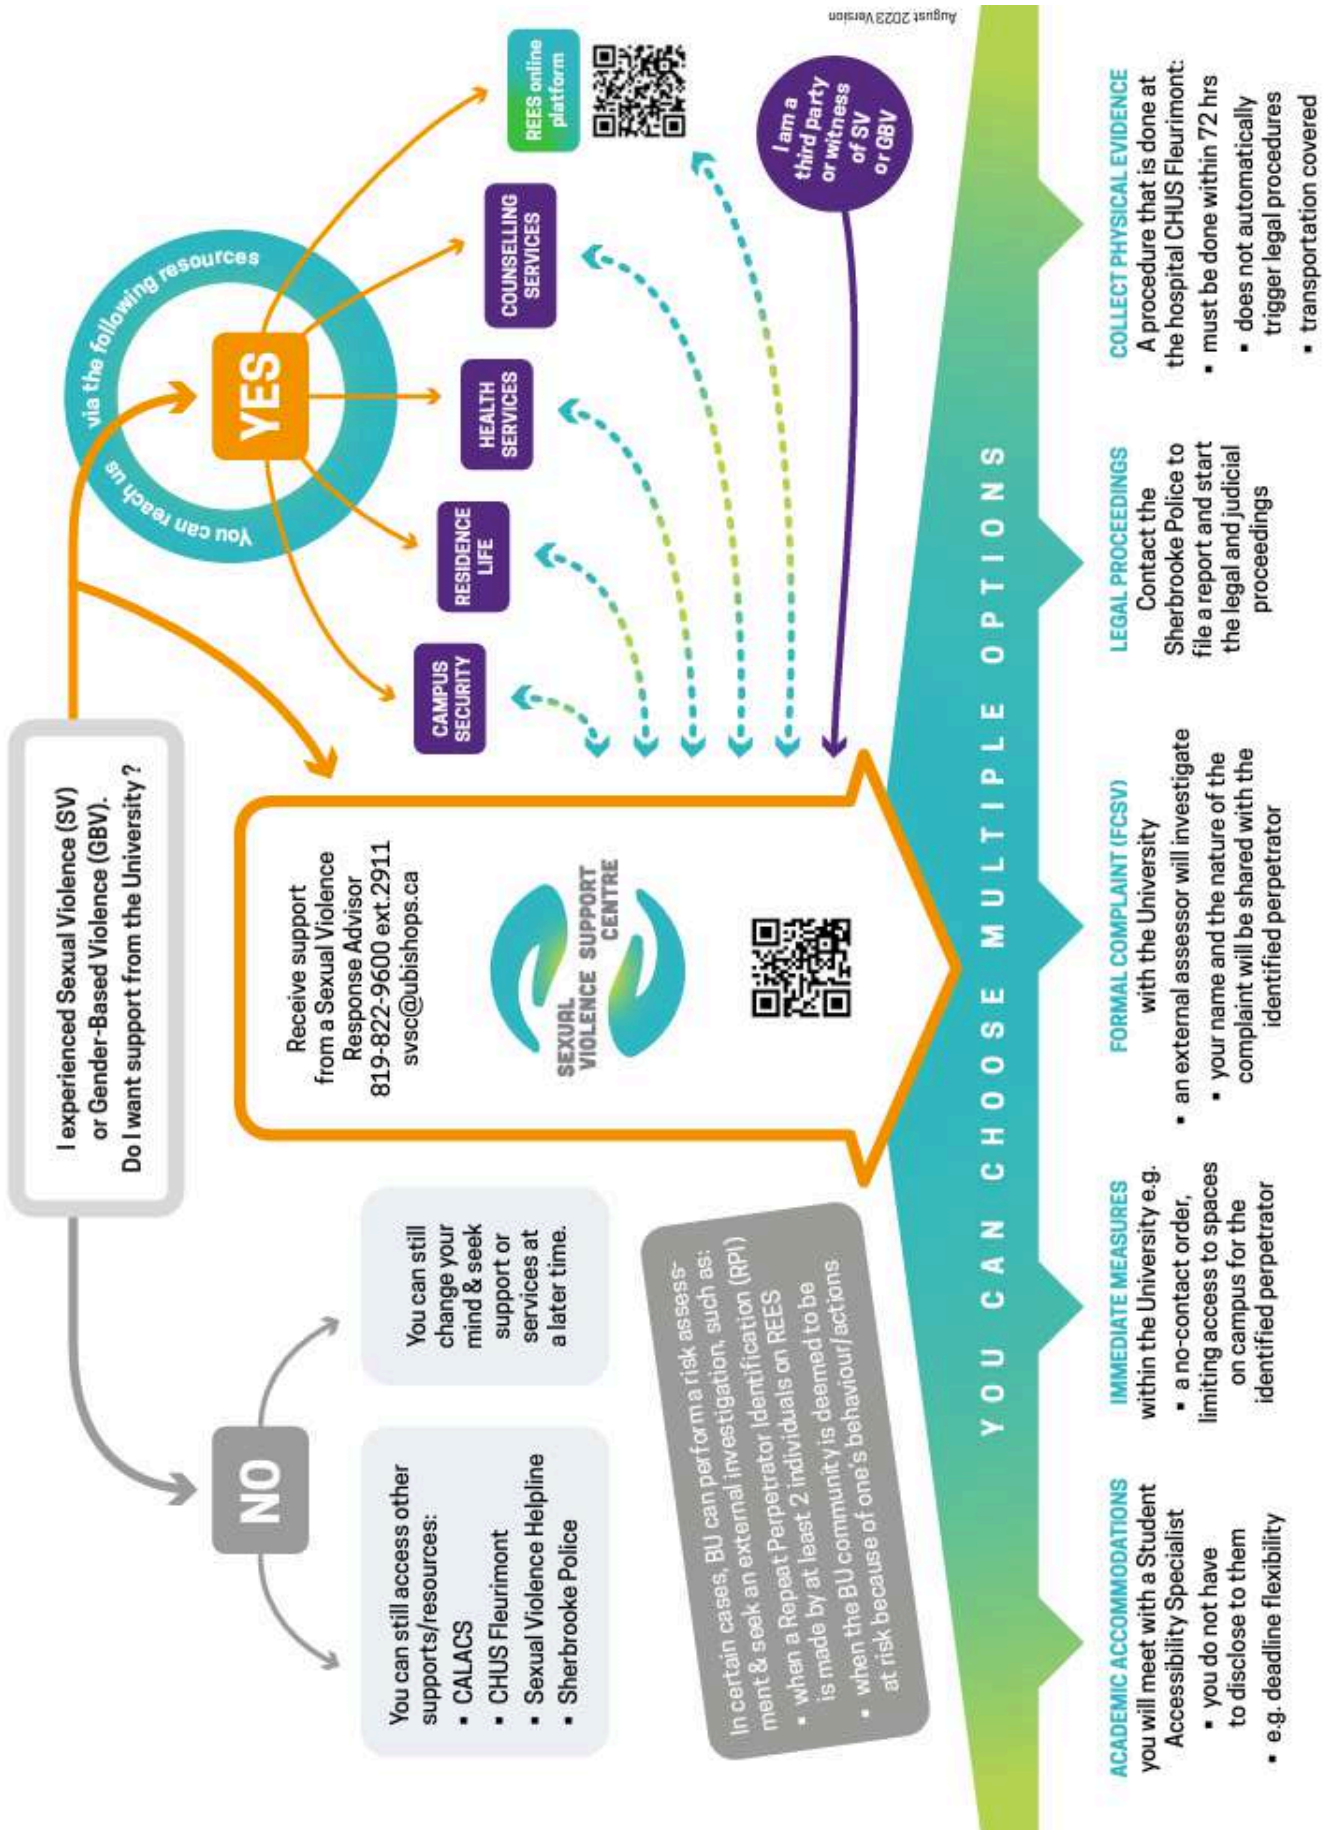 I experienced Sexual Violence (SV)
or Gender-Based Violence (GBV).
Do I want support from the University ?
NO
You can still access other
supports/resources:
▪ CALACS
▪ CHUS Fleurimont
▪ Sexual Violence Helpline
▪ Sherbrooke Police
You can still
change your
mind & seek
support or
services at
a later time.
In certain cases, BU can perform a risk assess-
ment & seek an external investigation, such as:
▪ when a Repeat Perpetrator Identification (RPI)
is made by at least 2 individuals on REES
▪ when the BU community is deemed to be
at risk because of one's behaviour/actions
Receive support
from a Sexual Violence
Response Advisor
819-822-9600 ext.2911
svsc@ubishops.ca
SEXUAL
VIOLENCE SUPPORT
CENTRE
You can reach us via the following resources
YES
CAMPUS
SECURITY
RESIDENCE
LIFE
HEALTH
SERVICES
COUNSELLING
SERVICES
REES online
platform
I am a
third party
or witness
of SV
or GBV
August 2023 Version
YOU CAN CHOOSE MULTIPLE OPTIONS
ACADEMIC ACCOMMODATIONS
you will meet with a Student
Accessibility Specialist
▪ you do not have
to disclose to them
▪ e.g. deadline flexibility
IMMEDIATE MEASURES
within the University e.g.
▪ a no-contact order,
limiting access to spaces
on campus for the
identified perpetrator
FORMAL COMPLAINT (FCSV)
with the University
▪ an external assessor will investigate
▪ your name and the nature of the
complaint will be shared with the
identified perpetrator
LEGAL PROCEEDINGS
Contact the
Sherbrooke Police to
file a report and start
the legal and judicial
proceedings
COLLECT PHYSICAL EVIDENCE
A procedure that is done at
the hospital CHUS Fleurimont:
▪ must be done within 72 hrs
▪ does not automatically
trigger legal procedures
▪ transportation covered